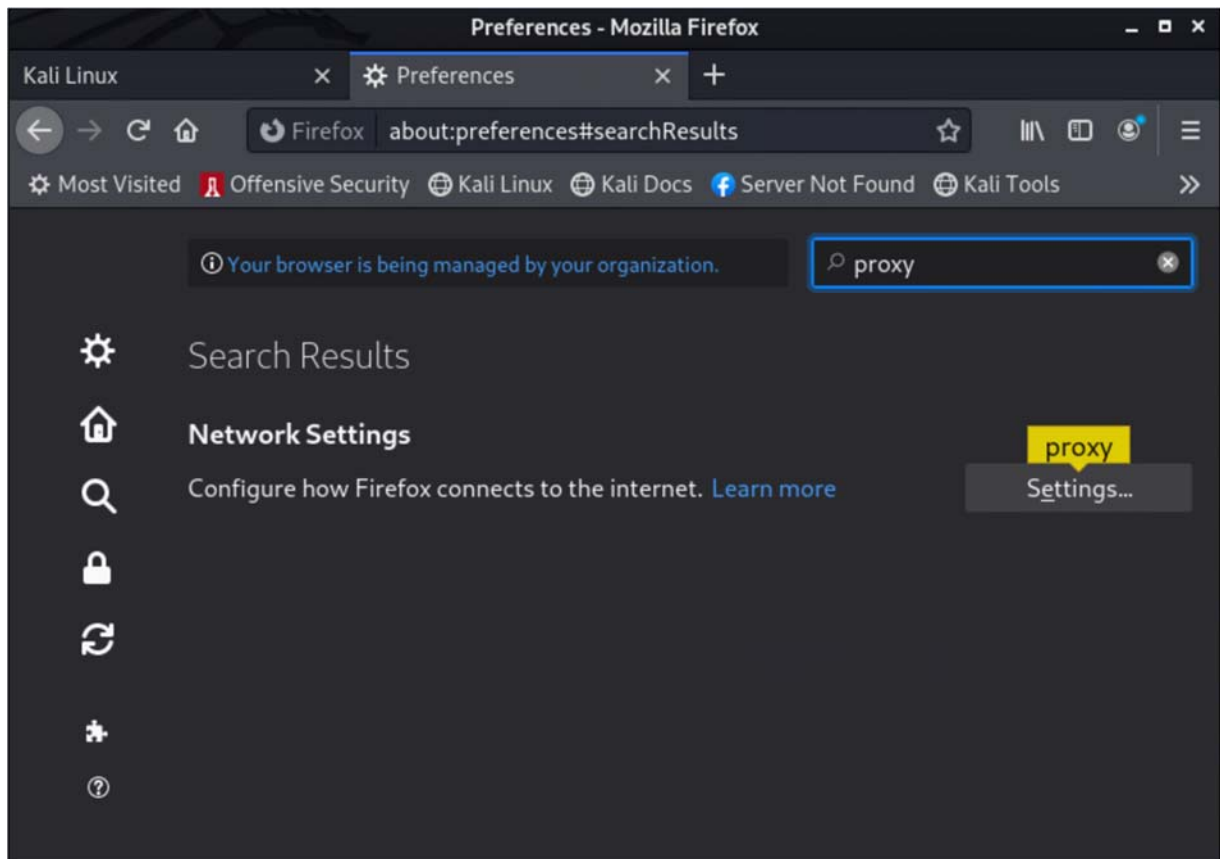 Preferences - Mozilla Firefox
Kali Linux
Preferences
Firefox about:preferences#searchResults
Most Visited Offensive Security Kali Linux Kali Docs Server Not Found Kali Tools
Your browser is being managed by your organization.
proxy
Search Results
Network Settings
proxy
Configure how Firefox connects to the internet. Learn more
Settings...